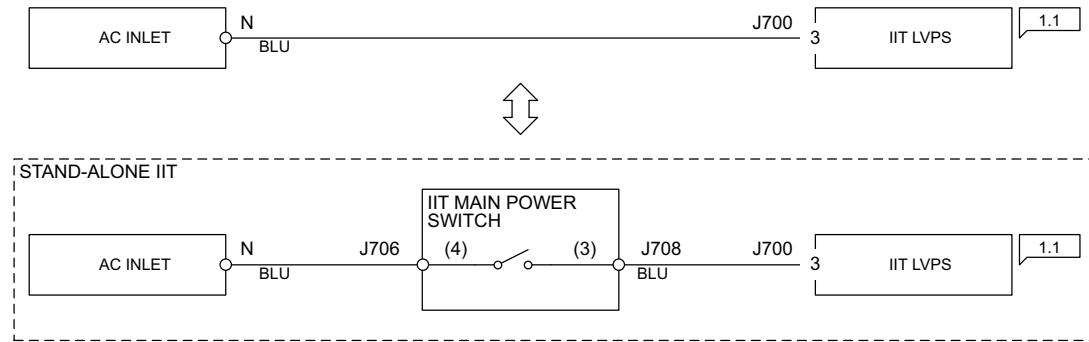 AC INLET
N
BLU
J700
3
IIT LVPS
1.1
STAND-ALONE IIT
IIT MAIN POWER
SWITCH
AC INLET
N
BLU
J706
(4)
(3)
J708
BLU
J700
3
IIT LVPS
1.1